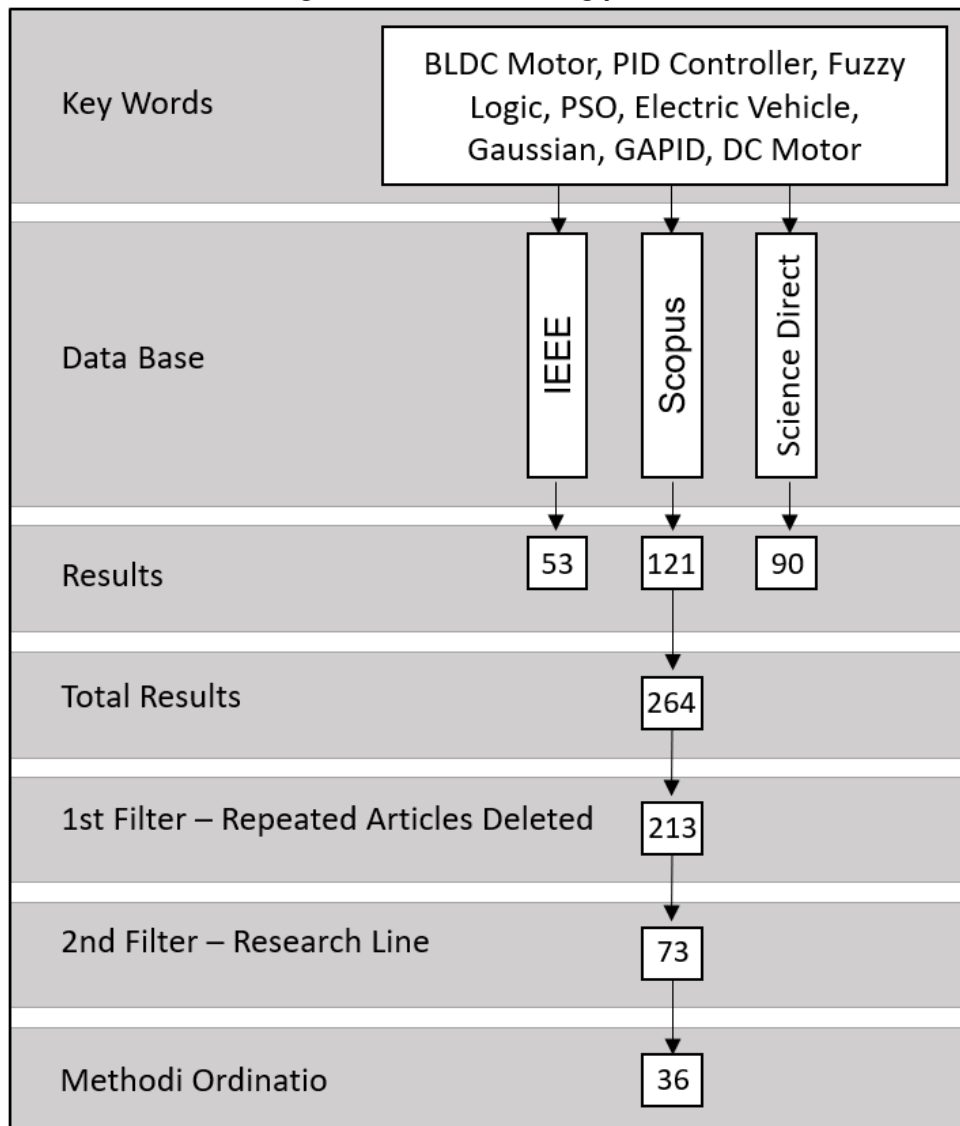 Key Words
BLDC Motor, PID Controller, Fuzzy
Logic, PSO, Electric Vehicle,
Gaussian, GAPID, DC Motor
Data Base
IEEE
Scopus
Science Direct
Results
53
121
90
Total Results
264
1st Filter – Repeated Articles Deleted
213
2nd Filter – Research Line
73
Methodi Ordinatio
36